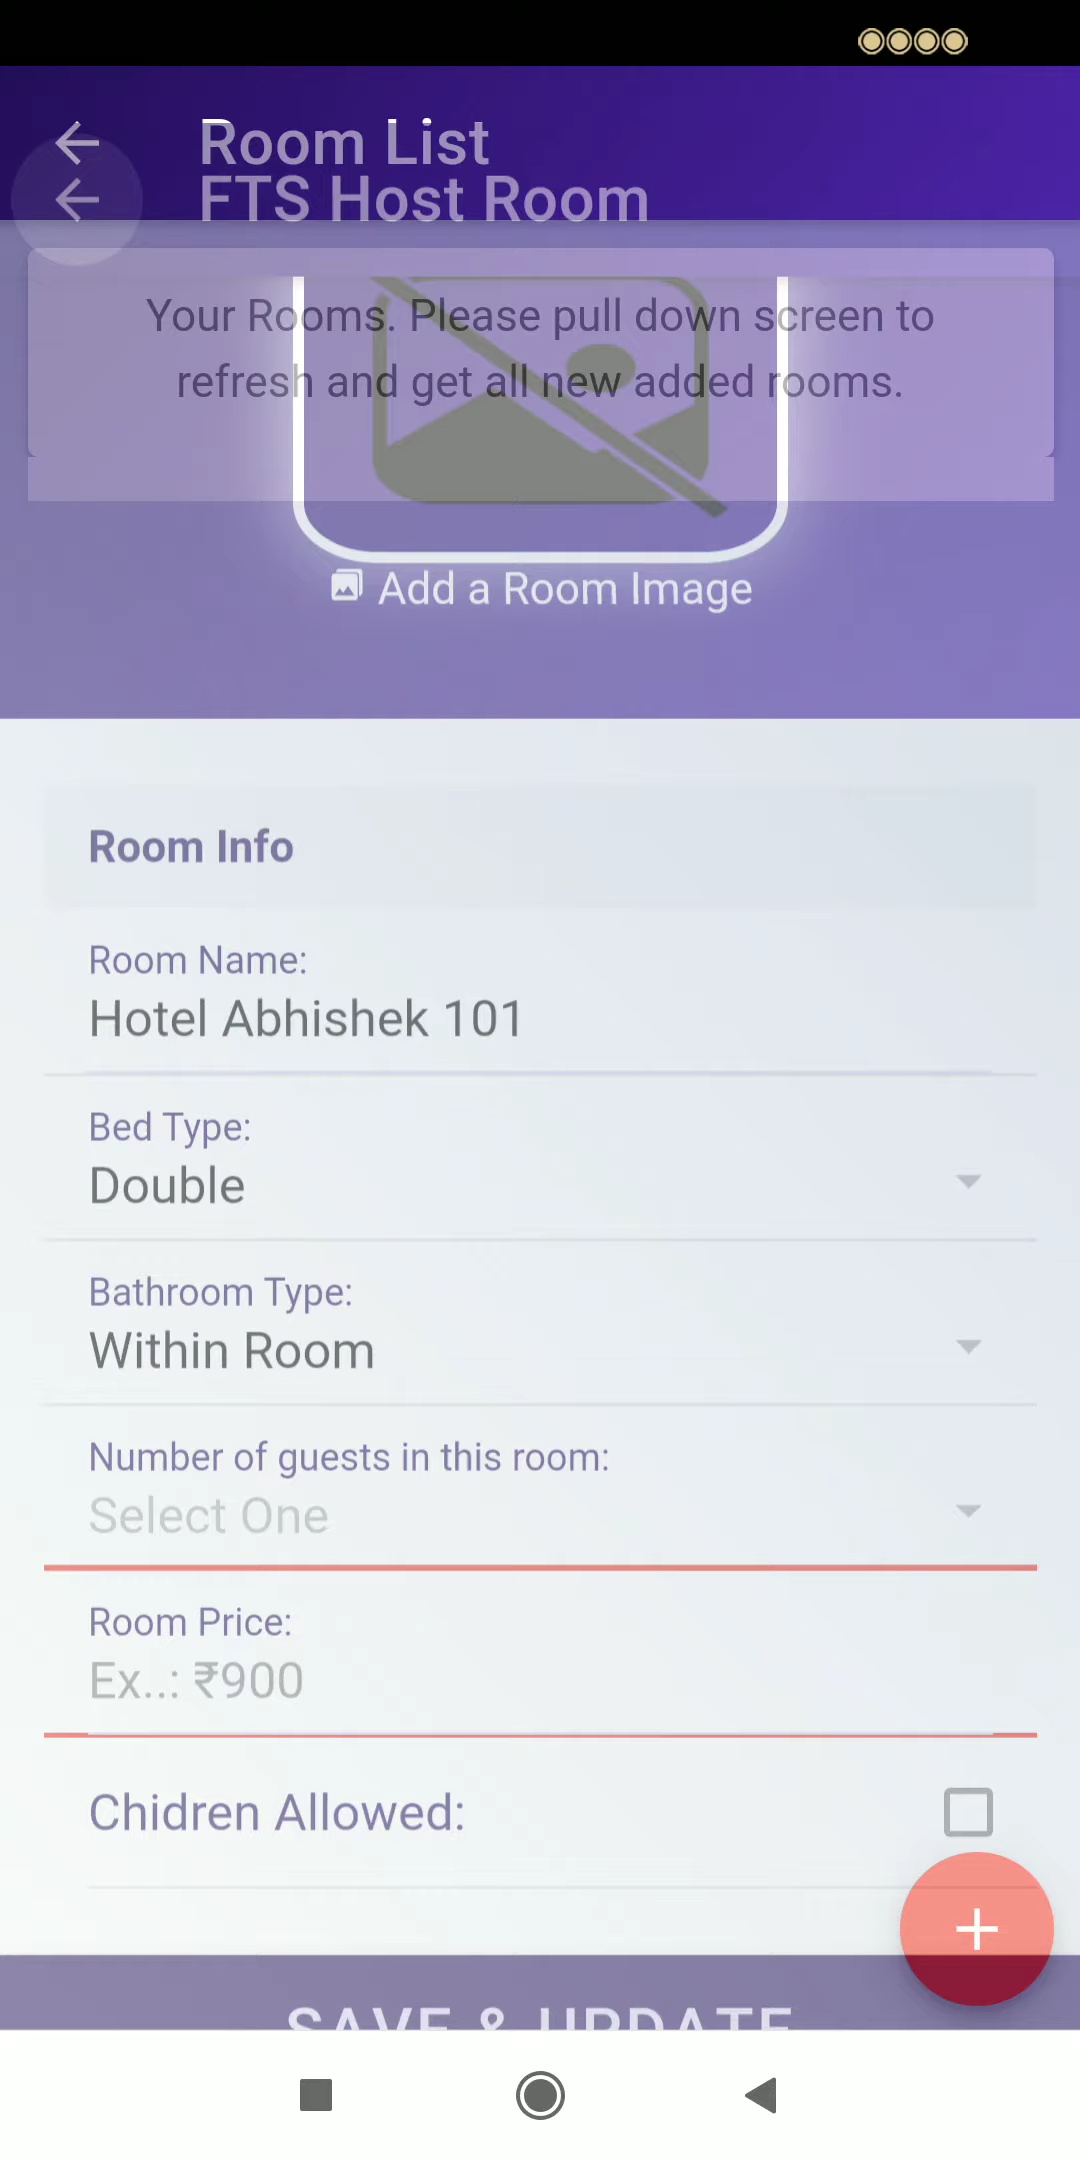 Room List
FTS Host Room
Your Rooms. Please pull down screen to
refresh and get all new added rooms.
Add a Room Image
Room Info
Room Name:
Hotel Abhishek 101
Bed Type:
Double
Bathroom Type:
Within Room
Number of guests in this room:
Select One
Room Price:
Ex..: ₹900
Chidren Allowed:
SAVE & UPDATE